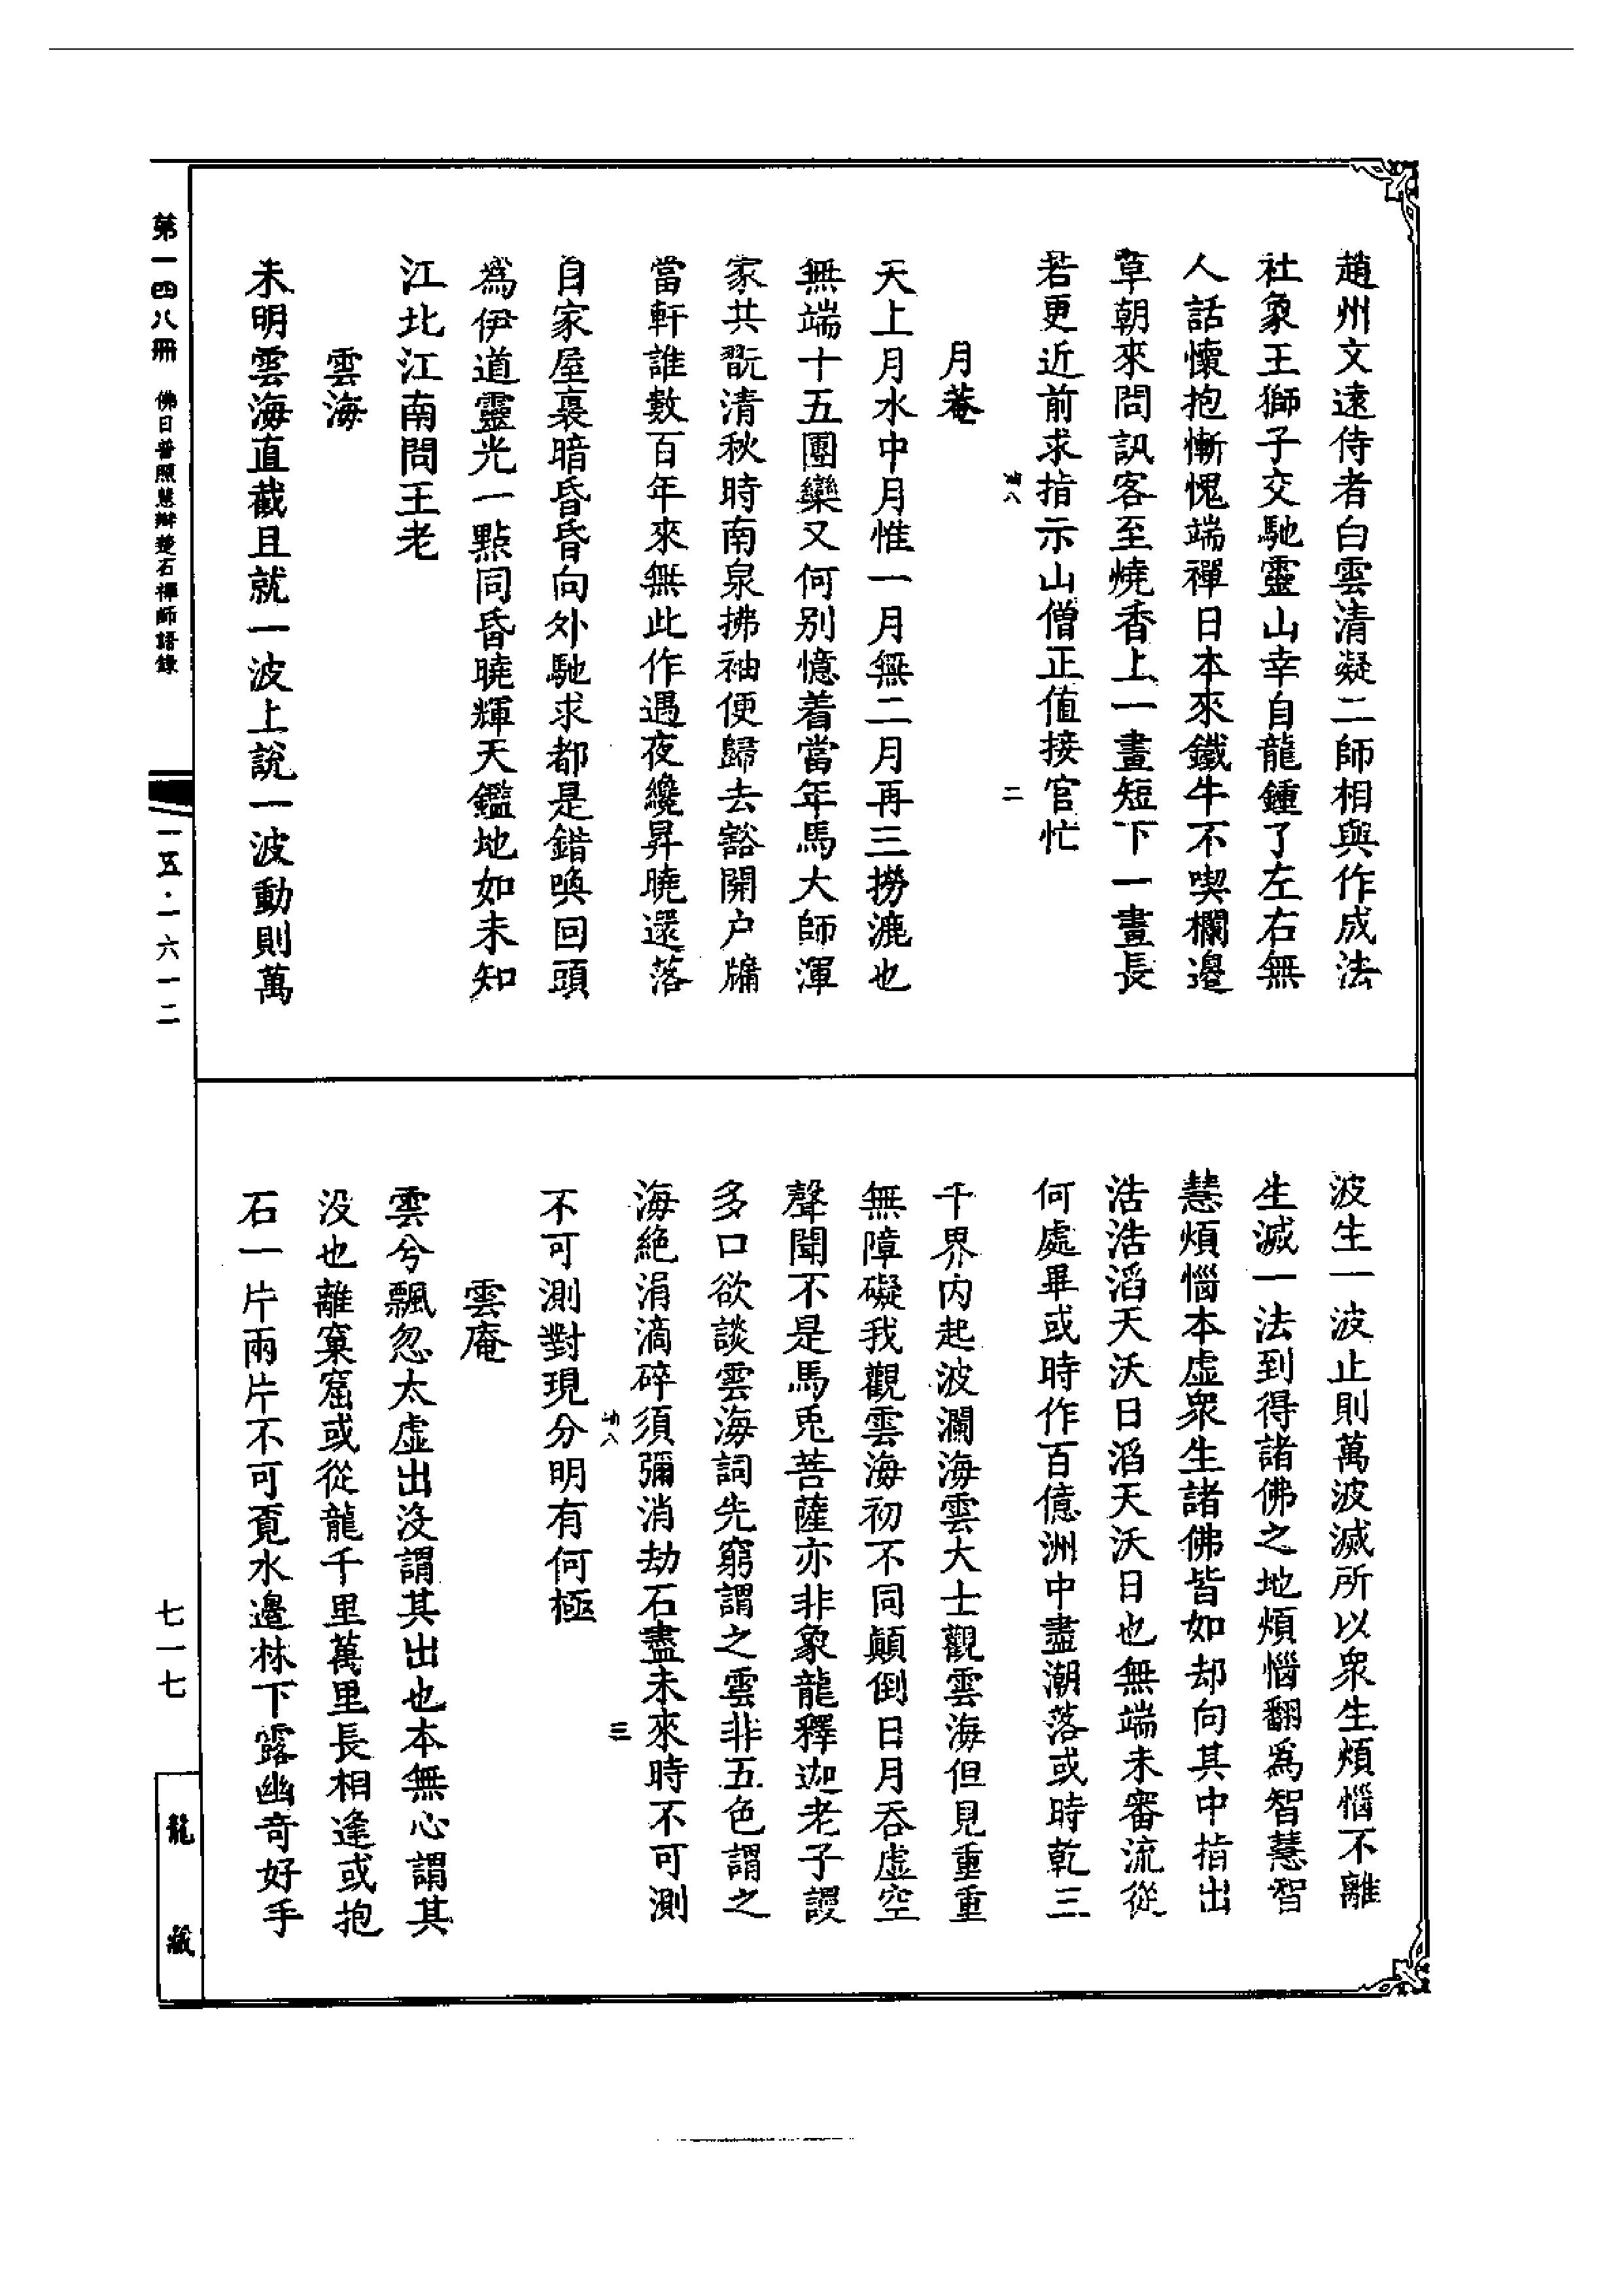 趙州文遠侍者白雲清凝二師相與作成法
社象王獅子交馳靈山幸自龍鍾了左右無
人話懷抱慚愧端禪日本來鐵牛不喫欄邊
草朝來問訊客至燒香上一畫短下一畫長
若更近前求指示山僧正值接官忙
八
二
月菴
天上月水中月惟一月無二月再三撈漉也
無端十五團欒又何別憶着當年馬大師渾
家共翫清秋時南泉拂袖便歸去豁開户牖
當軒誰數百年來無此作遇夜纔昇曉還落
自家屋裏暗昏昏向外馳求都是錯喚回頭
為伊道靈光一點同昏曉輝天鑑地如未知
江北江南問王老
雲海
未明雲海直截且就一波上說一波動則萬
波生一波止則萬波滅所以衆生煩惱不離
生滅一法到得諸佛之地煩惱翻為智慧智
慧煩惱本虛衆生諸佛皆如却向其中指出
浩浩滔天沃日滔天沃日也無端未審流從
何處畢或時作百億洲中盡潮落或時乾三
千界內起波瀾海雲大士觀雲海但見重重
無障礙我觀雲海初不同顛倒日月吞虛空
聲聞不是馬兎菩薩亦非象龍釋迦老子謾
多口欲談雲海詞先窮謂之雲非五色謂之
海絕涓滴碎須彌消劫石盡未來時不可測
八
三
不可測對現分明有何極
雲庵
雲兮飄忽太虛出沒謂其出也本無心謂其
没也離窠窟或從龍千里萬里長相逢或抱
石一片兩片不可覔水邊林下露幽奇好手
第一四八冊　佛日普照慧辯楚石禪師語錄
一五·一六一二
七一七
龍藏